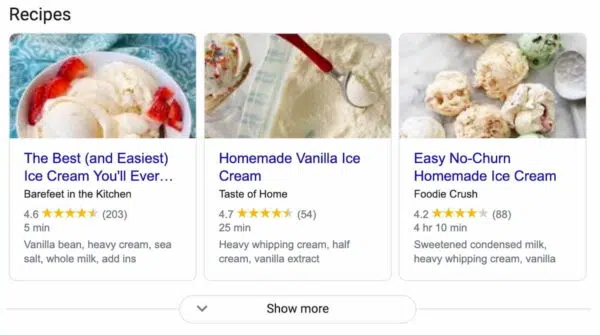 Recipes
The Best (and Easiest)
Ice Cream You'll Ever…
Barefeet in the Kitchen
4.6 ★★★★★ (203)
5 min
Vanilla bean, heavy cream, sea
salt, whole milk, add ins
Homemade Vanilla Ice
Cream
Taste of Home
4.7 ★★★★★ (54)
25 min
Heavy whipping cream, half
cream, vanilla extract
Easy No-Churn
Homemade Ice Cream
Foodie Crush
4.2 ★★★★★ (88)
4 hr 10 min
Sweetened condensed milk,
heavy whipping cream, vanilla
Show more